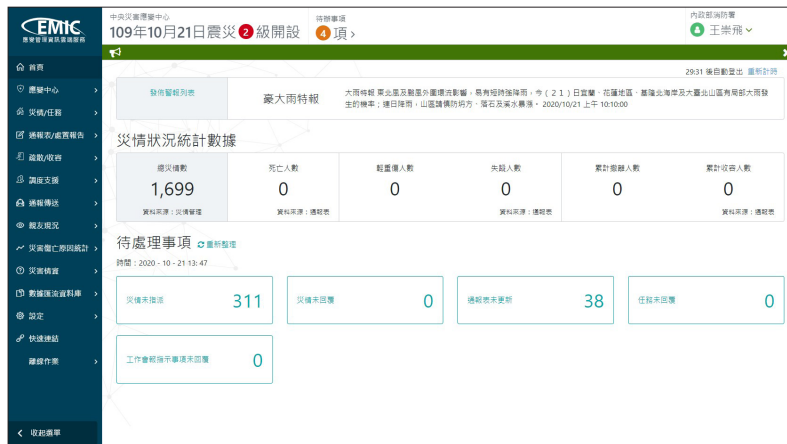 EMIC
應變管理資訊雲端服務
中央災害應變中心
109年10月21日震災2級開設
待辦事項
4項 >
內政部消防署
王崇飛
29:31 後自動登出 重新計時
首頁
應變中心
災情/任務
通報表/處置報告
疏散/收容
調度支援
通報傳送
親友現況
災害傷亡原因統計
災害情資
數據匯流資料庫
設定
快速連結
離線作業
收起選單
發佈警報列表
豪大雨特報
大雨特報 東北風及颱風外圍環流影響，易有短時強降雨，今（２１）日宜蘭、花蓮地區、基隆北海岸及大臺北山區有局部大雨發
生的機率；連日降雨，山區請慎防坍方、落石及溪水暴漲。 2020/10/21 上午 10:10:00
災情狀況統計數據
總災情數
1,699
資料來源：災情管理
死亡人數
0
資料來源：通報表
輕重傷人數
0
失蹤人數
0
資料來源：通報表
累計撤離人數
0
累計收容人數
0
資料來源：通報表
待處理事項 重新整理
時間：2020 - 10 - 21 13: 47
災情未指派 311
災情未回覆 0
通報表未更新 38
任務未回覆 0
工作會報指示事項未回覆 0